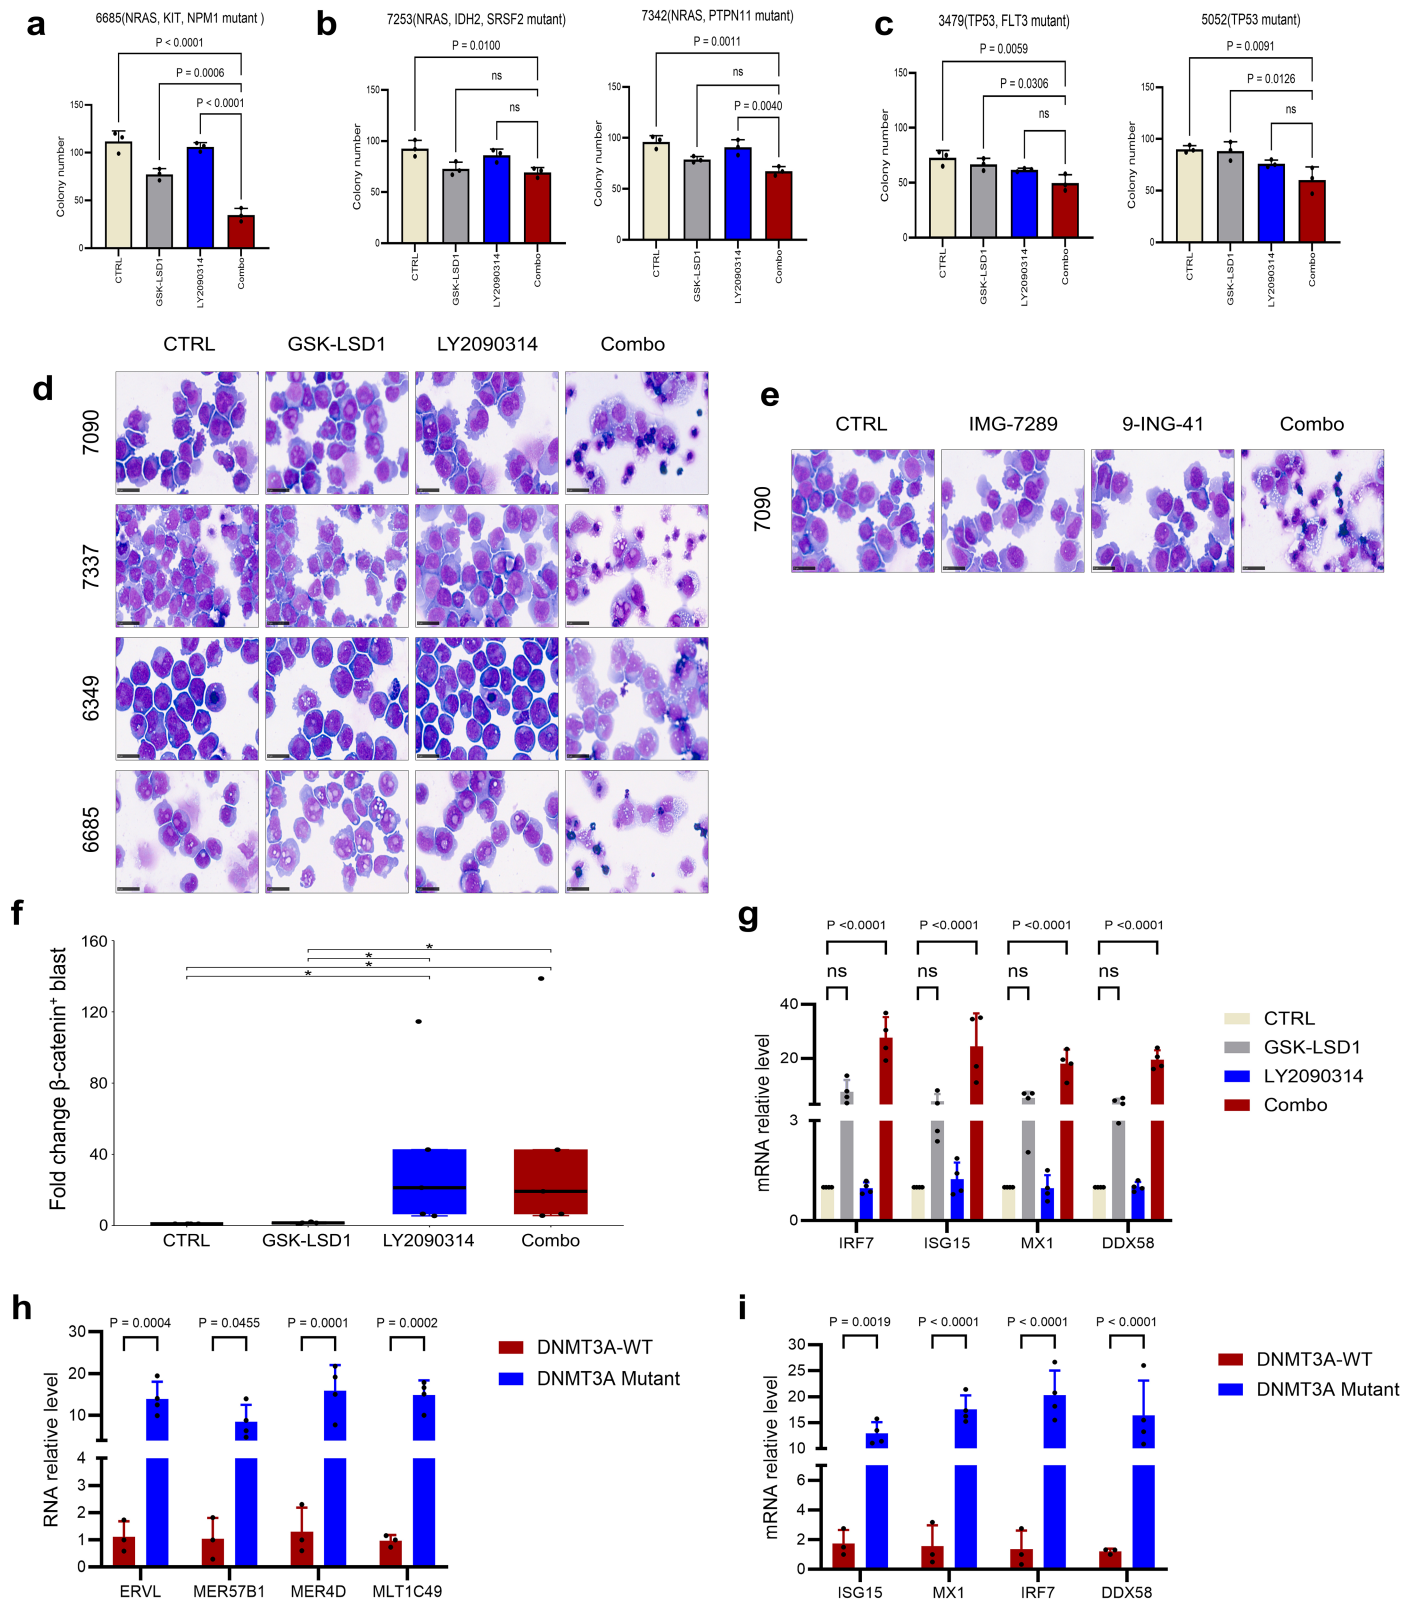 a
6685(NRAS, KIT, NPM1 mutant )
P < 0.0001
P = 0.0006
P < 0.0001
Colony number
150
100
50
0
CTRL
GSK-LSD1
LY2090314
Combo
b
7253(NRAS, IDH2, SRSF2 mutant)
P = 0.0100
ns
ns
Colony number
150
100
50
0
CTRL
GSK-LSD1
LY2090314
Combo
7342(NRAS, PTPN11 mutant)
P = 0.0011
ns
P = 0.0040
Colony number
150
100
50
0
CTRL
GSK-LSD1
LY2090314
Combo
c
3479(TP53, FLT3 mutant)
P = 0.0059
P = 0.0306
ns
Colony number
150
100
50
0
CTRL
GSK-LSD1
LY2090314
Combo
5052(TP53 mutant)
P = 0.0091
P = 0.0126
ns
Colony number
150
100
50
0
CTRL
GSK-LSD1
LY2090314
Combo
d
CTRL GSK-LSD1 LY2090314 Combo
7090
7337
6349
6685
e
CTRL IMG-7289 9-ING-41 Combo
7090
f
Fold change β-catenin⁺ blast
160
120
80
40
0
*
*
*
*
CTRL GSK-LSD1 LY2090314 Combo
g
P <0.0001 P <0.0001 P <0.0001 P <0.0001
ns ns ns ns
mRNA relative level
40
20
3
0
IRF7 ISG15 MX1 DDX58
CTRL
GSK-LSD1
LY2090314
Combo
h
P = 0.0004 P = 0.0455 P = 0.0001 P = 0.0002
RNA relative level
30
20
10
4
3
2
1
0
ERVL MER57B1 MER4D MLT1C49
DNMT3A-WT
DNMT3A Mutant
i
P = 0.0019 P < 0.0001 P < 0.0001 P < 0.0001
mRNA relative level
30
25
20
15
10
6
4
2
0
ISG15 MX1 IRF7 DDX58
DNMT3A-WT
DNMT3A Mutant